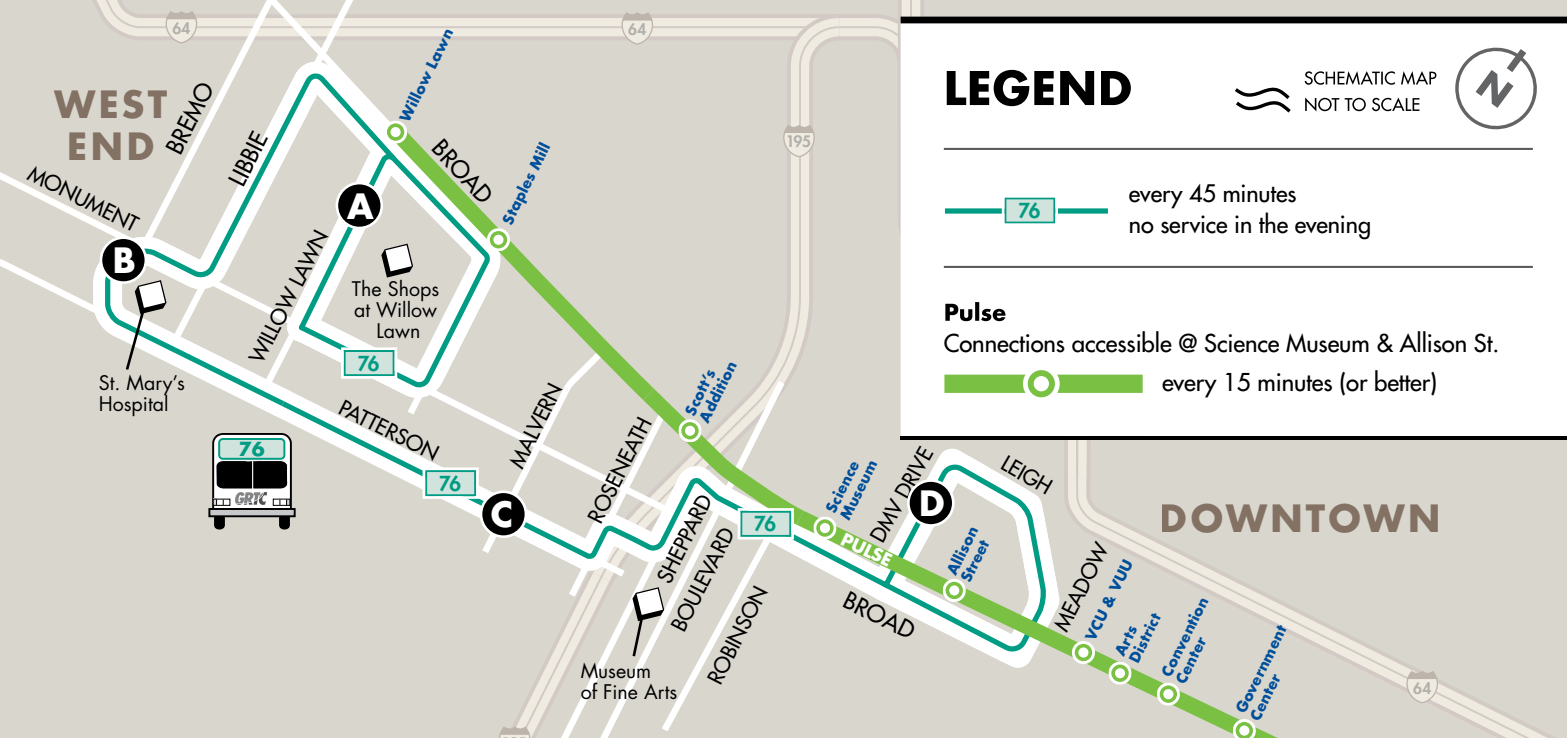 64
64
Willow Lawn
WEST
END
BREMO
LIBBIE
BROAD
Staples Mill
195
MONUMENT
A
B
WILLOW LAWN
The Shops
at Willow
Lawn
76
St. Mary's
Hospital
PATTERSON
MALVERN
ROSENEATH
Scott's
Addition
76
GRTC
76
C
SHEPPARD
BOULEVARD
ROBINSON
76
Museum
of Fine Arts
Science
Museum
DMV DRIVE
D
LEIGH
PULSE
Allison
Street
BROAD
MEADOW
VCU & VUU
Arts
District
Convention
Center
Government
Center
DOWNTOWN
64
LEGEND
SCHEMATIC MAP
NOT TO SCALE
N
76
every 45 minutes
no service in the evening
Pulse
Connections accessible @ Science Museum & Allison St.
every 15 minutes (or better)